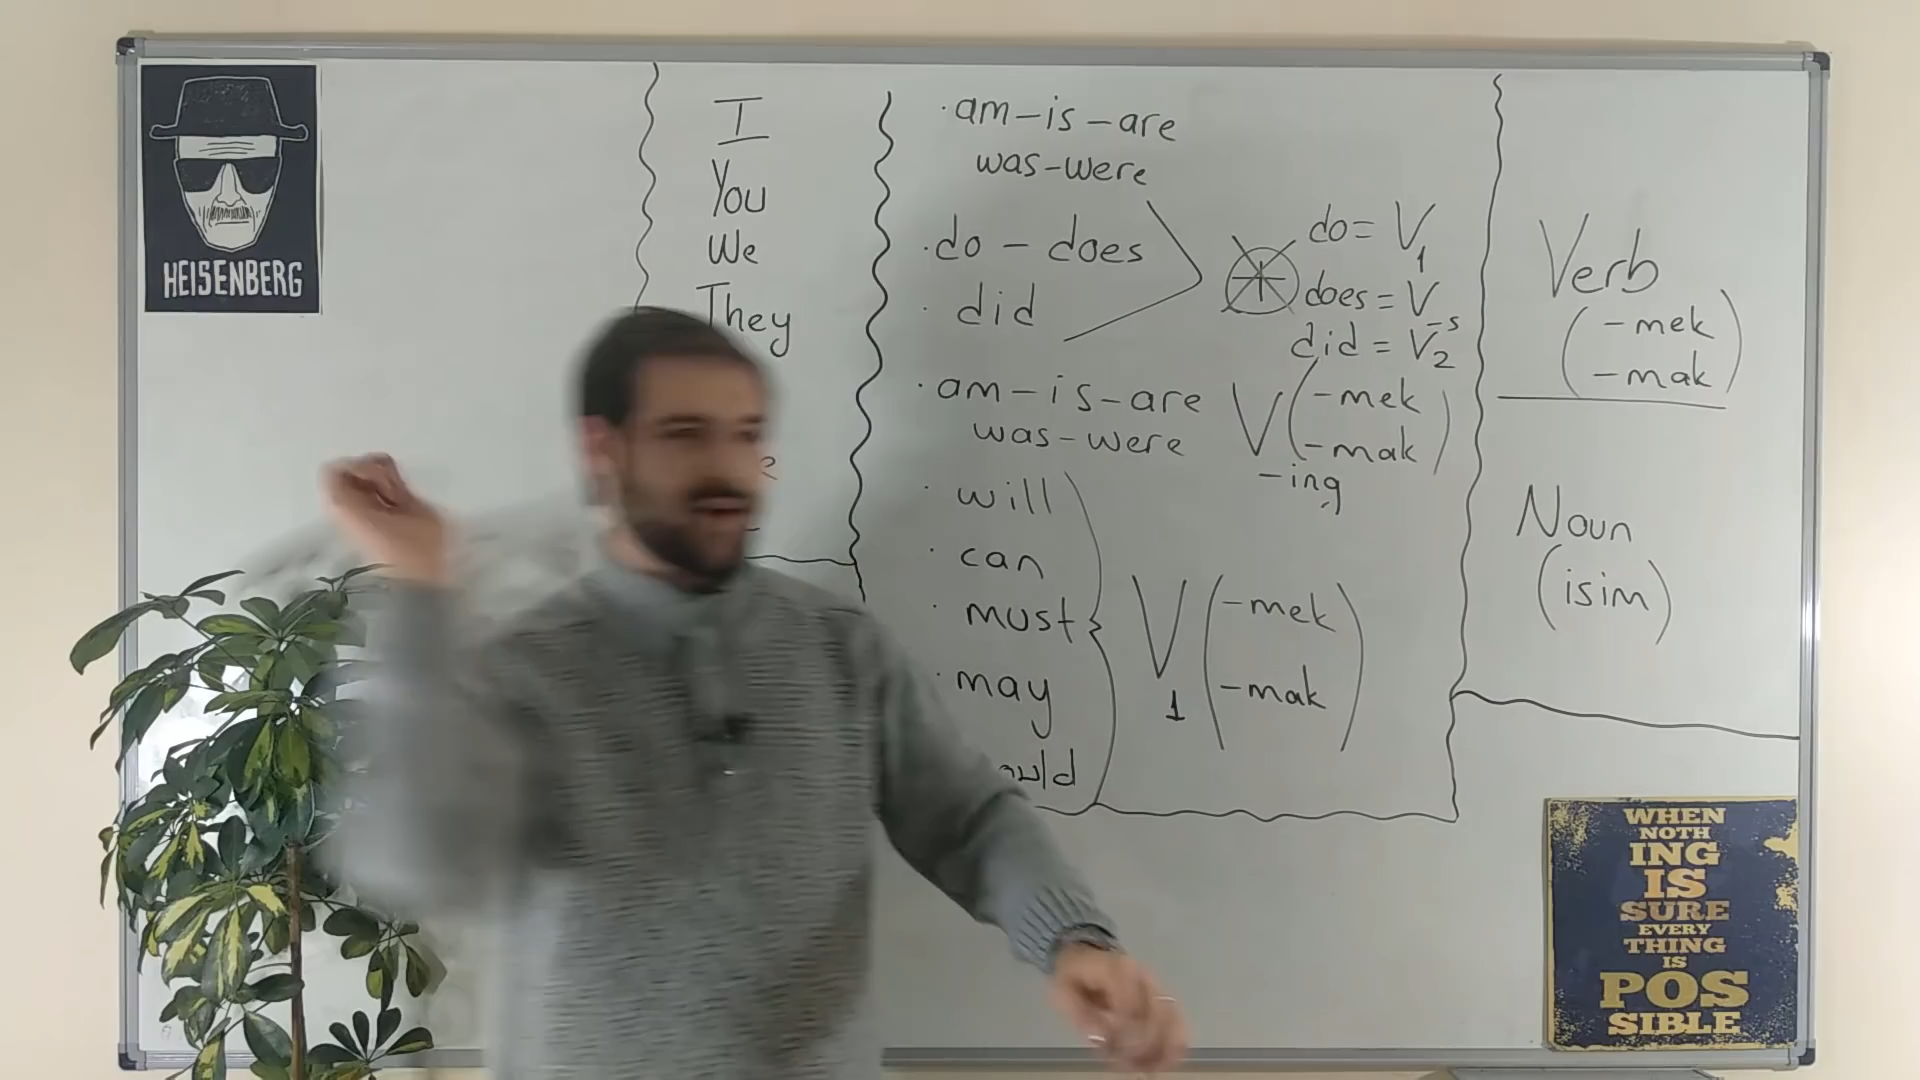 HEISENBERG
I
You
We
They
· am – is – are
was – were
· do – does
· did
+
do = V1
does = V-s
did = V2
· am – is – are
was – were
V (-mek
-mak)
-ing
· will
· can
· must
· may
V1 (-mek
-mak)
Verb
(-mek
-mak)
Noun
(isim)
WHEN
NOTH
ING
IS
SURE
EVERY
THING
IS
POS
SIBLE